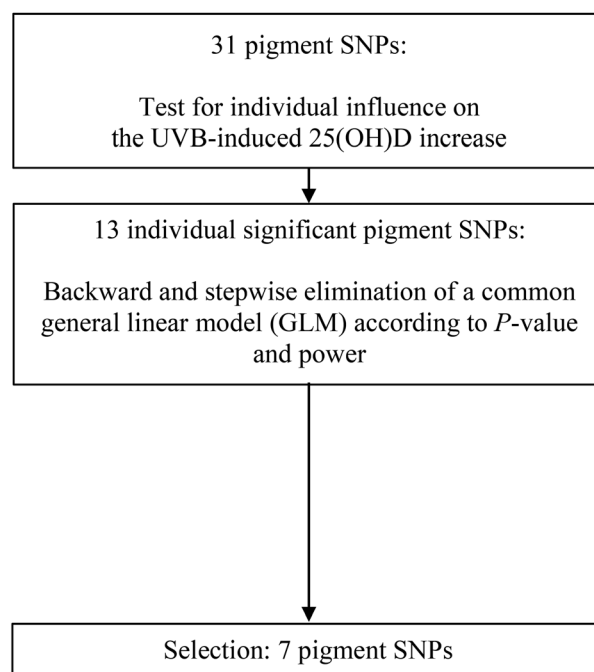 31 pigment SNPs:
Test for individual influence on
the UVB-induced 25(OH)D increase
13 individual significant pigment SNPs:
Backward and stepwise elimination of a common
general linear model (GLM) according to P-value
and power
Selection: 7 pigment SNPs